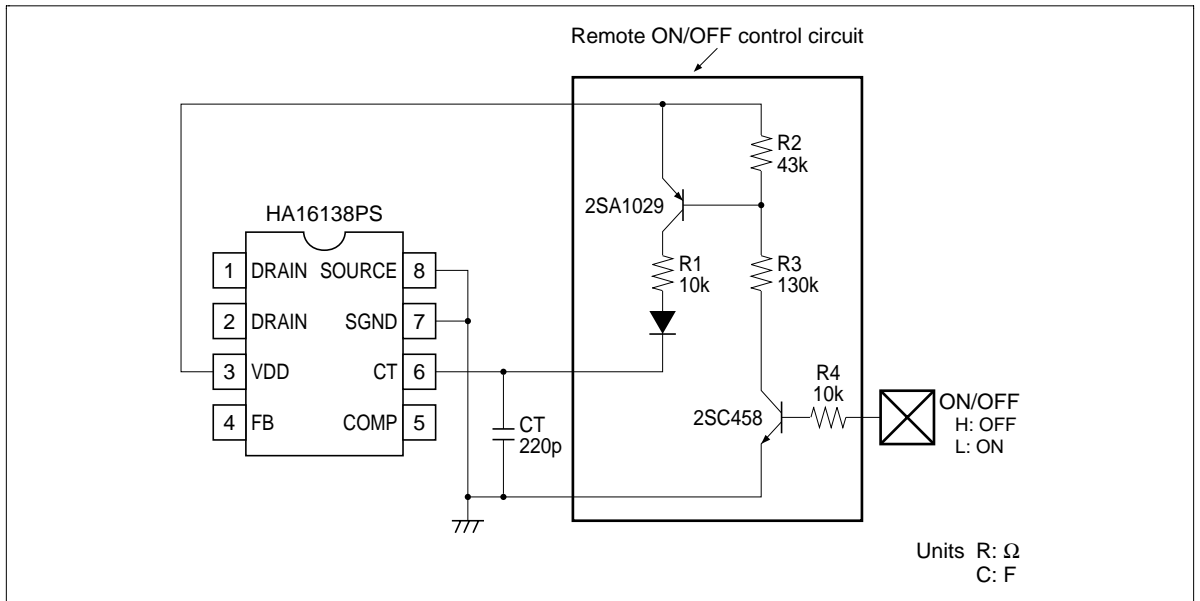 Remote ON/OFF control circuit
R2
43k
2SA1029
HA16138PS
R1
10k
R3
130k
1 DRAIN SOURCE 8
2 DRAIN SGND 7
3 VDD CT 6
4 FB COMP 5
CT
220p
2SC458
R4
10k
ON/OFF
H: OFF
L: ON
Units R: Ω
C: F